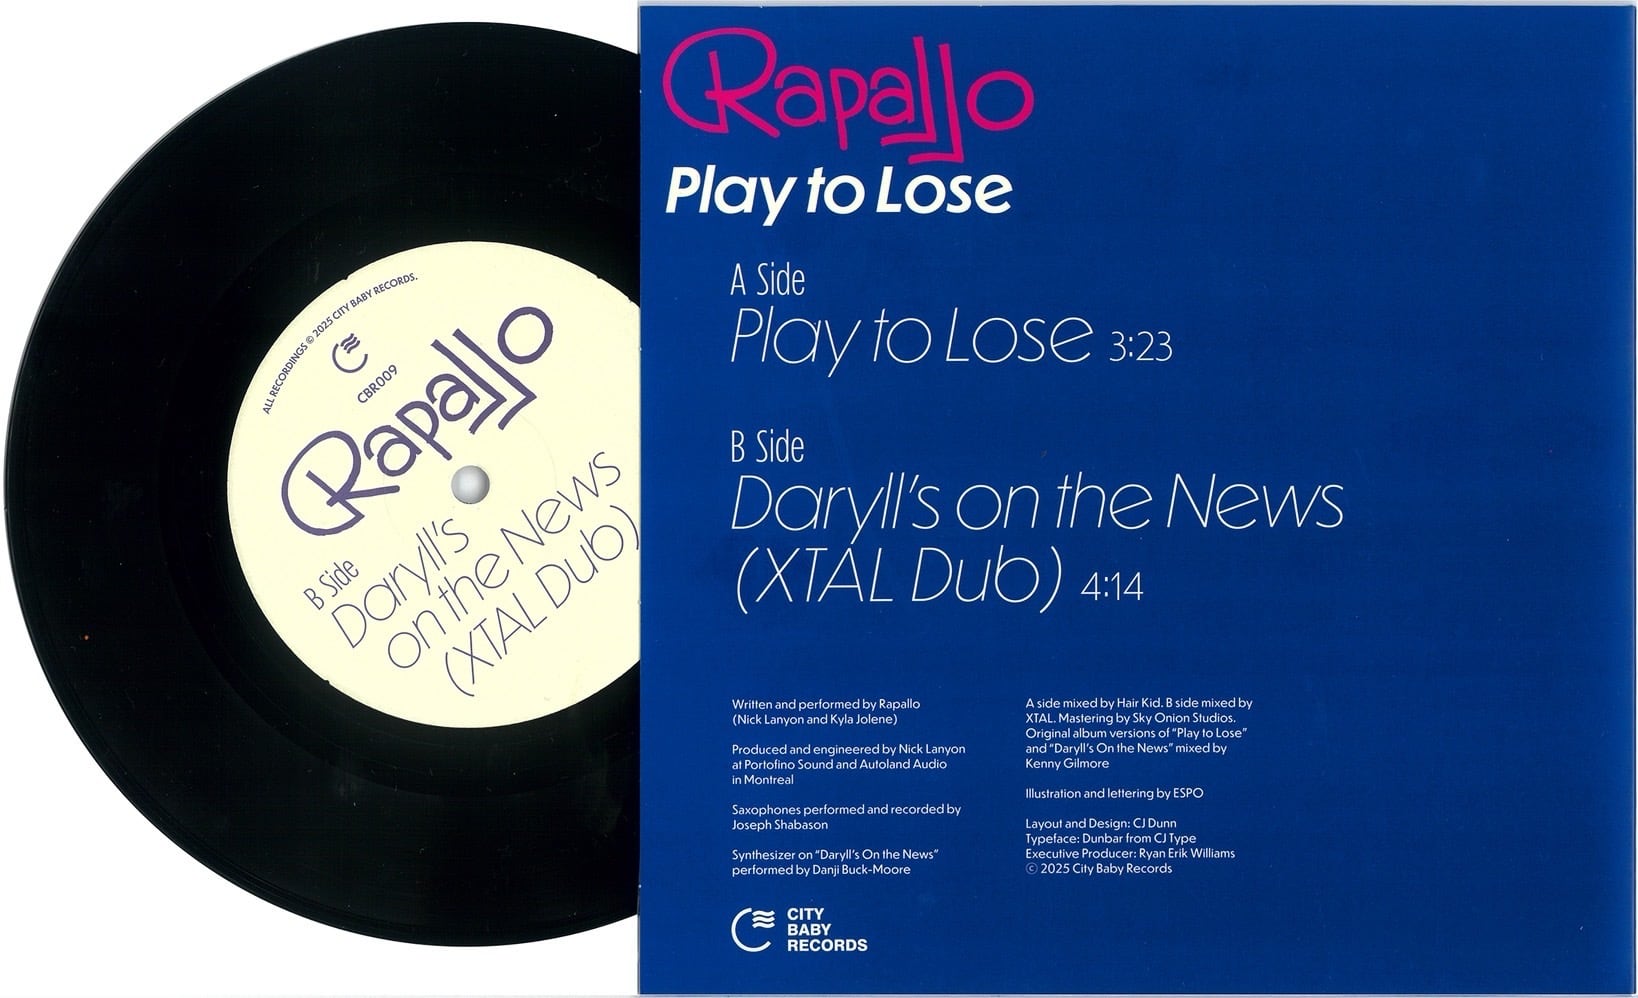 ALL RECORDINGS © 2025 CITY BABY RECORDS.
CBR009
Rapallo
B Side
Daryll's
on the News
(XTAL Dub)
Rapallo
Play to Lose
A Side
Play to Lose 3:23
B Side
Daryll's on the News
(XTAL Dub) 4:14
Written and performed by Rapallo
(Nick Lanyon and Kyla Jolene)
Produced and engineered by Nick Lanyon
at Portofino Sound and Autoland Audio
in Montreal
Saxophones performed and recorded by
Joseph Shabason
Synthesizer on “Daryll's On the News”
performed by Danji Buck-Moore
A side mixed by Hair Kid. B side mixed by
XTAL. Mastering by Sky Onion Studios.
Original album versions of “Play to Lose”
and “Daryll's On the News” mixed by
Kenny Gilmore
Illustration and lettering by ESPO
Layout and Design: CJ Dunn
Typeface: Dunbar from CJ Type
Executive Producer: Ryan Erik Williams
© 2025 City Baby Records
CITY
BABY
RECORDS